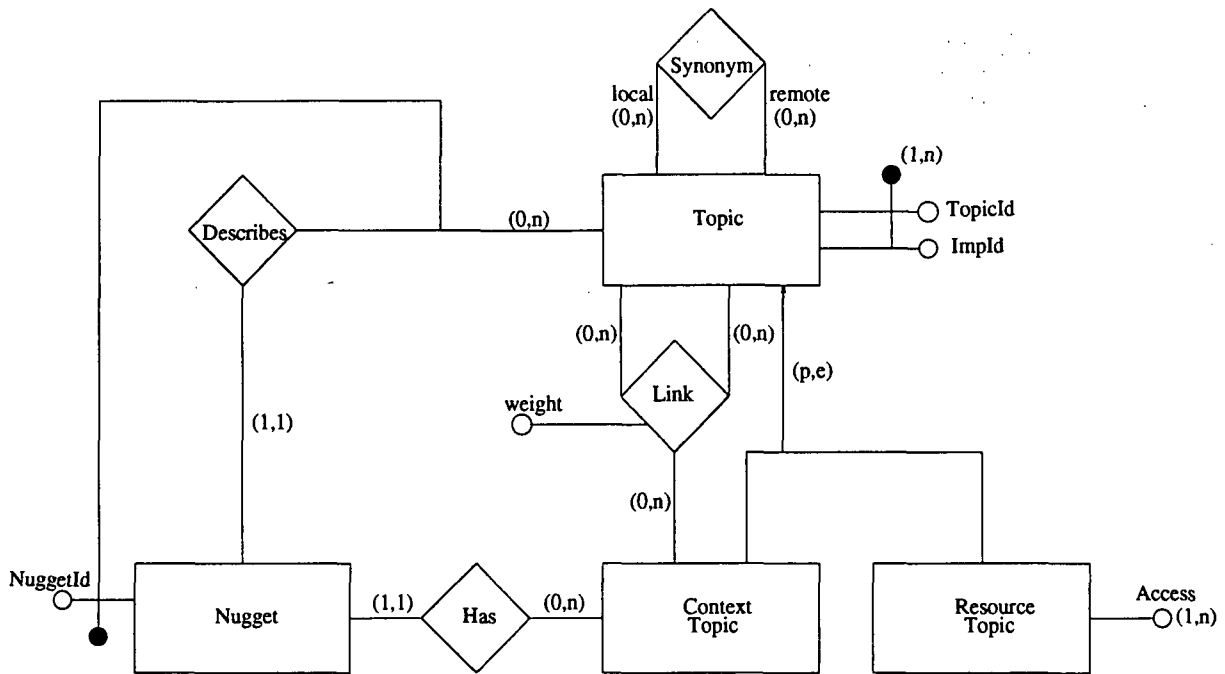 Synonym
local
(0,n)
remote
(0,n)
(1,n)
Topic
TopicId
ImpId
Describes
(0,n)
(0,n)
(0,n)
(p,e)
Link
weight
(1,1)
(0,n)
NuggetId
Nugget
(1,1)
Has
(0,n)
Context
Topic
Resource
Topic
Access
(1,n)